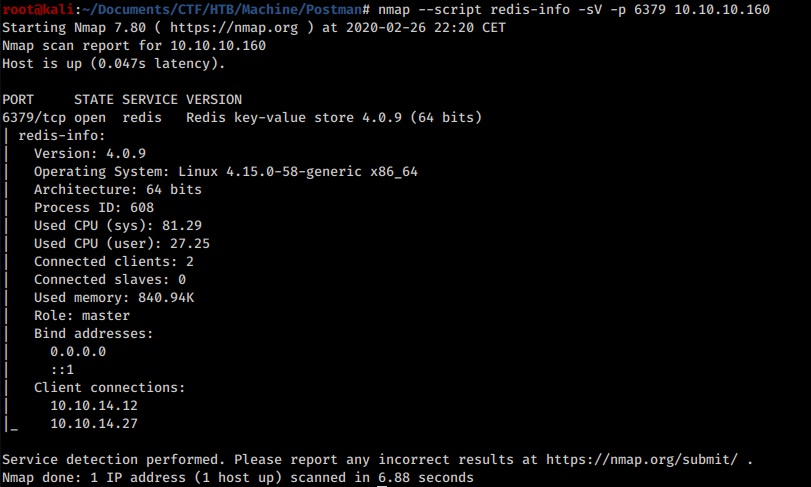 root@kali:~/Documents/CTF/HTB/Machine/Postman# nmap --script redis-info -sV -p 6379 10.10.10.160
Starting Nmap 7.80 ( https://nmap.org ) at 2020-02-26 22:20 CET
Nmap scan report for 10.10.10.160
Host is up (0.047s latency).

PORT     STATE SERVICE VERSION
6379/tcp open  redis   Redis key-value store 4.0.9 (64 bits)
| redis-info:
|   Version: 4.0.9
|   Operating System: Linux 4.15.0-58-generic x86_64
|   Architecture: 64 bits
|   Process ID: 608
|   Used CPU (sys): 81.29
|   Used CPU (user): 27.25
|   Connected clients: 2
|   Connected slaves: 0
|   Used memory: 840.94K
|   Role: master
|   Bind addresses:
|     0.0.0.0
|     ::1
|   Client connections:
|     10.10.14.12
|_    10.10.14.27

Service detection performed. Please report any incorrect results at https://nmap.org/submit/ .
Nmap done: 1 IP address (1 host up) scanned in 6.88 seconds